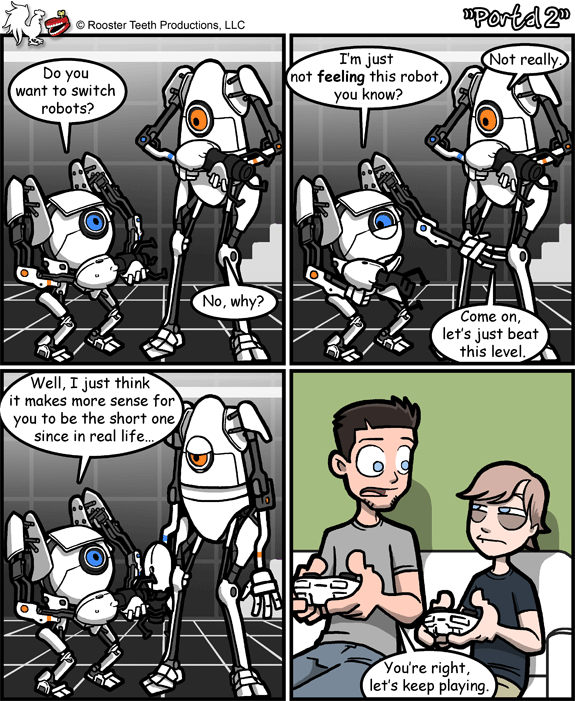 © Rooster Teeth Productions, LLC
"Portal 2"
Do you
want to switch
robots?
No, why?
I'm just
not feeling this robot,
you know?
Not really.
Come on,
let's just beat
this level.
Well, I just think
it makes more sense for
you to be the short one
since in real life...
You're right,
let's keep playing.